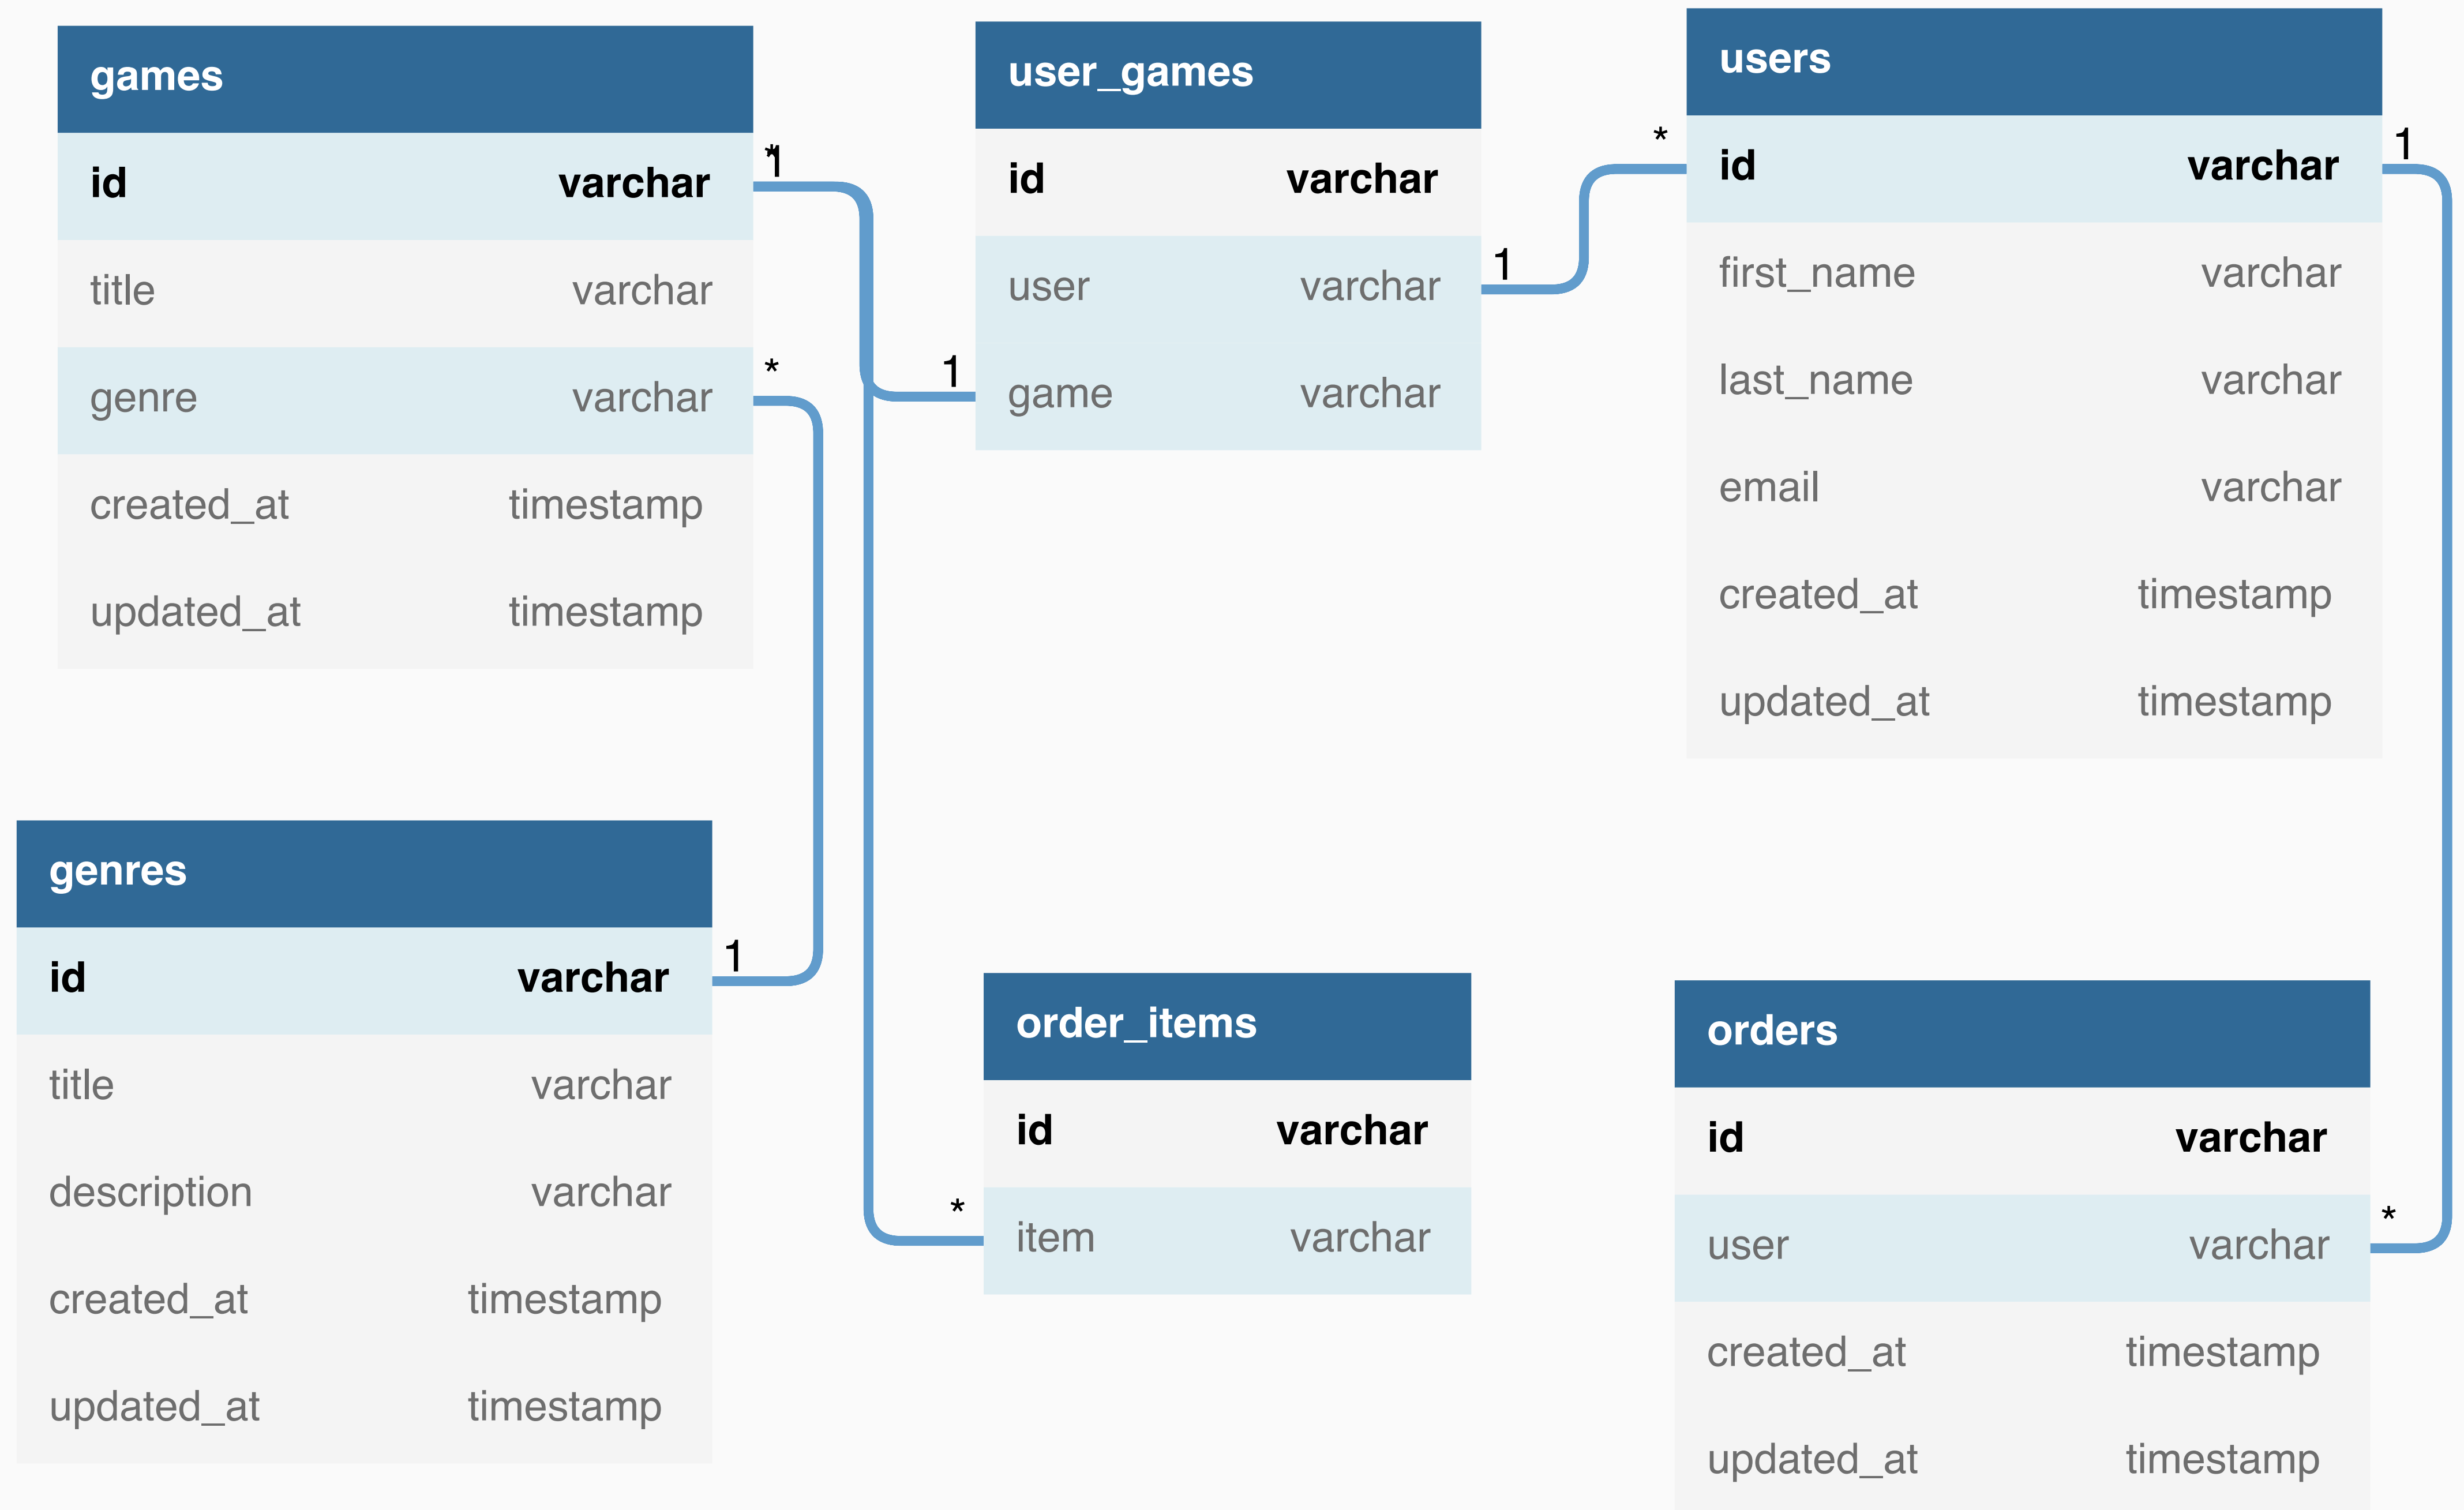 games
id varchar
title varchar
genre varchar
created_at timestamp
updated_at timestamp
* 1
*
user_games
id varchar
user varchar
game varchar
1
1
users
id varchar
first_name varchar
last_name varchar
email varchar
created_at timestamp
updated_at timestamp
*
1
genres
id varchar
title varchar
description varchar
created_at timestamp
updated_at timestamp
1
order_items
id varchar
item varchar
*
orders
id varchar
user varchar
created_at timestamp
updated_at timestamp
*